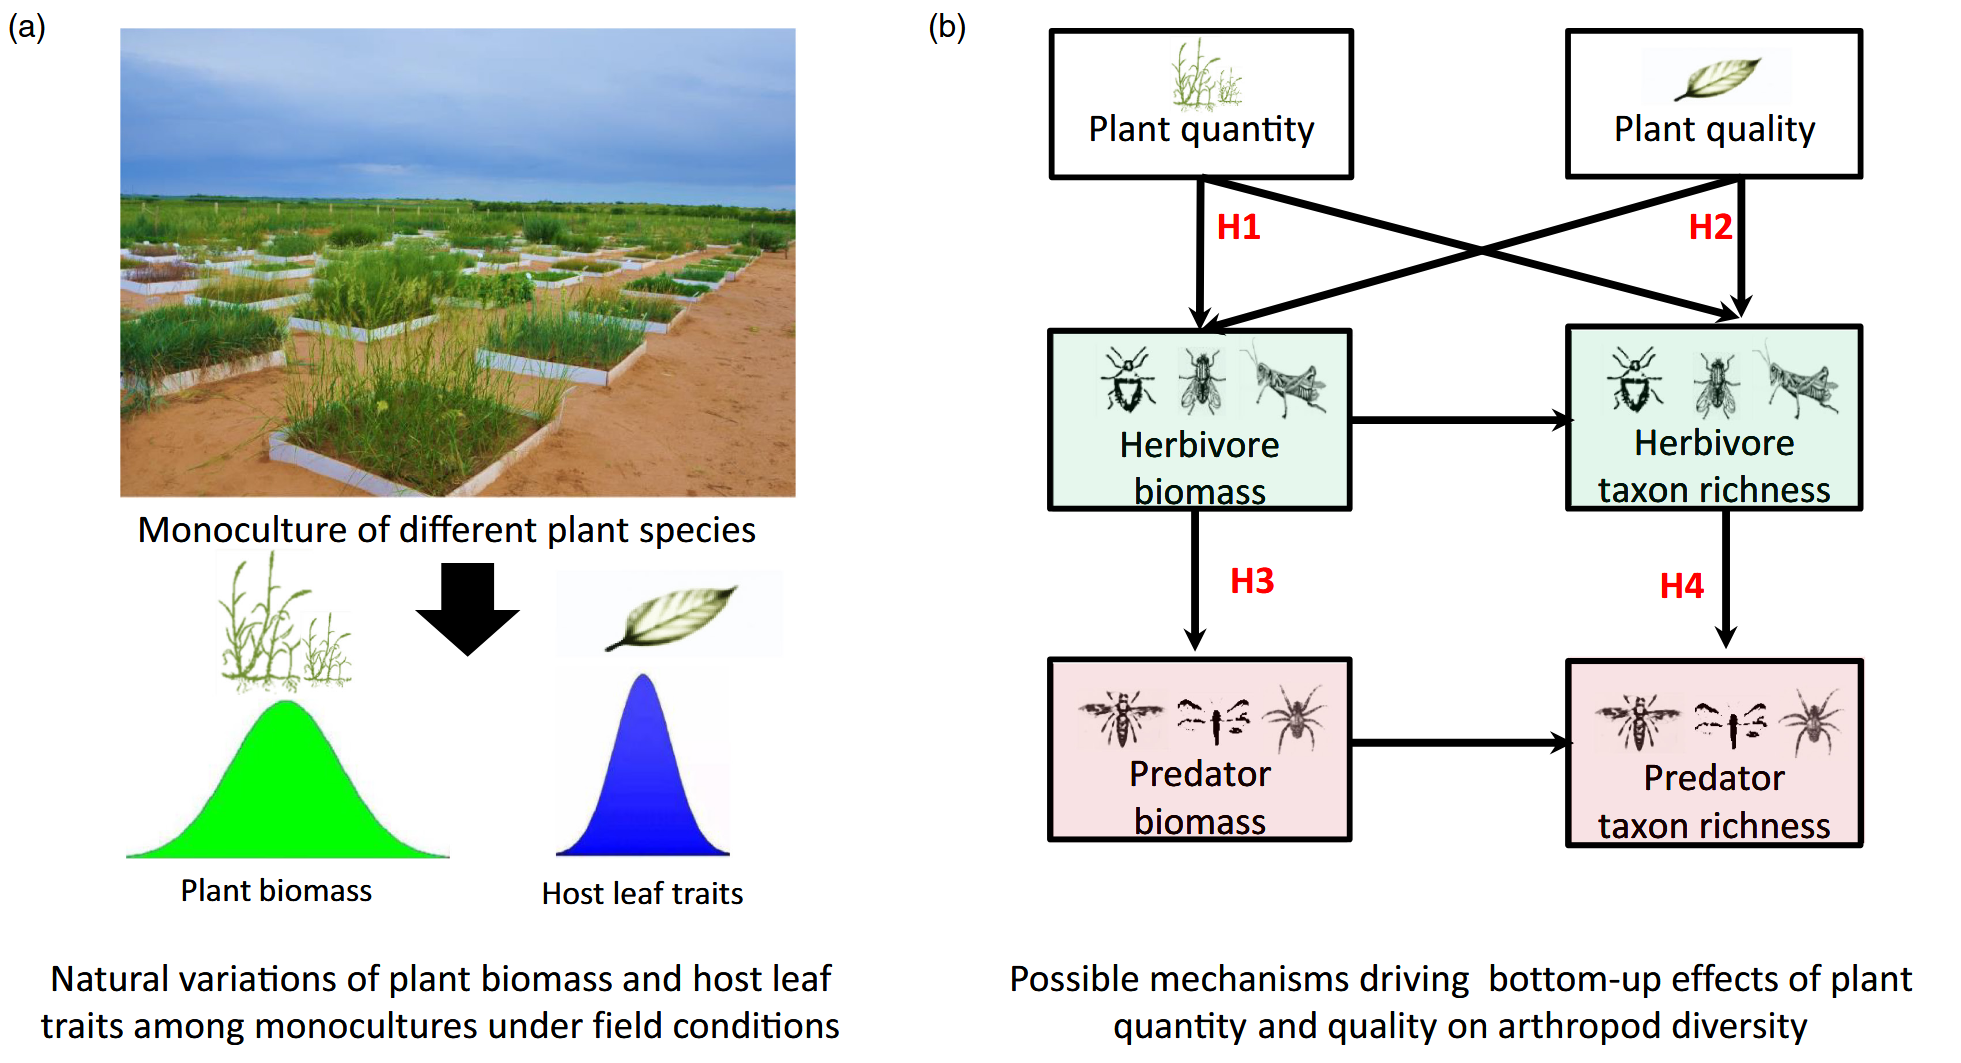 (a)
Monoculture of different plant species
Plant biomass
Host leaf traits
Natural variations of plant biomass and host leaf
traits among monocultures under field conditions
(b)
Plant quantity
Plant quality
H1
H2
Herbivore
biomass
Herbivore
taxon richness
H3
H4
Predator
biomass
Predator
taxon richness
Possible mechanisms driving bottom-up effects of plant
quantity and quality on arthropod diversity